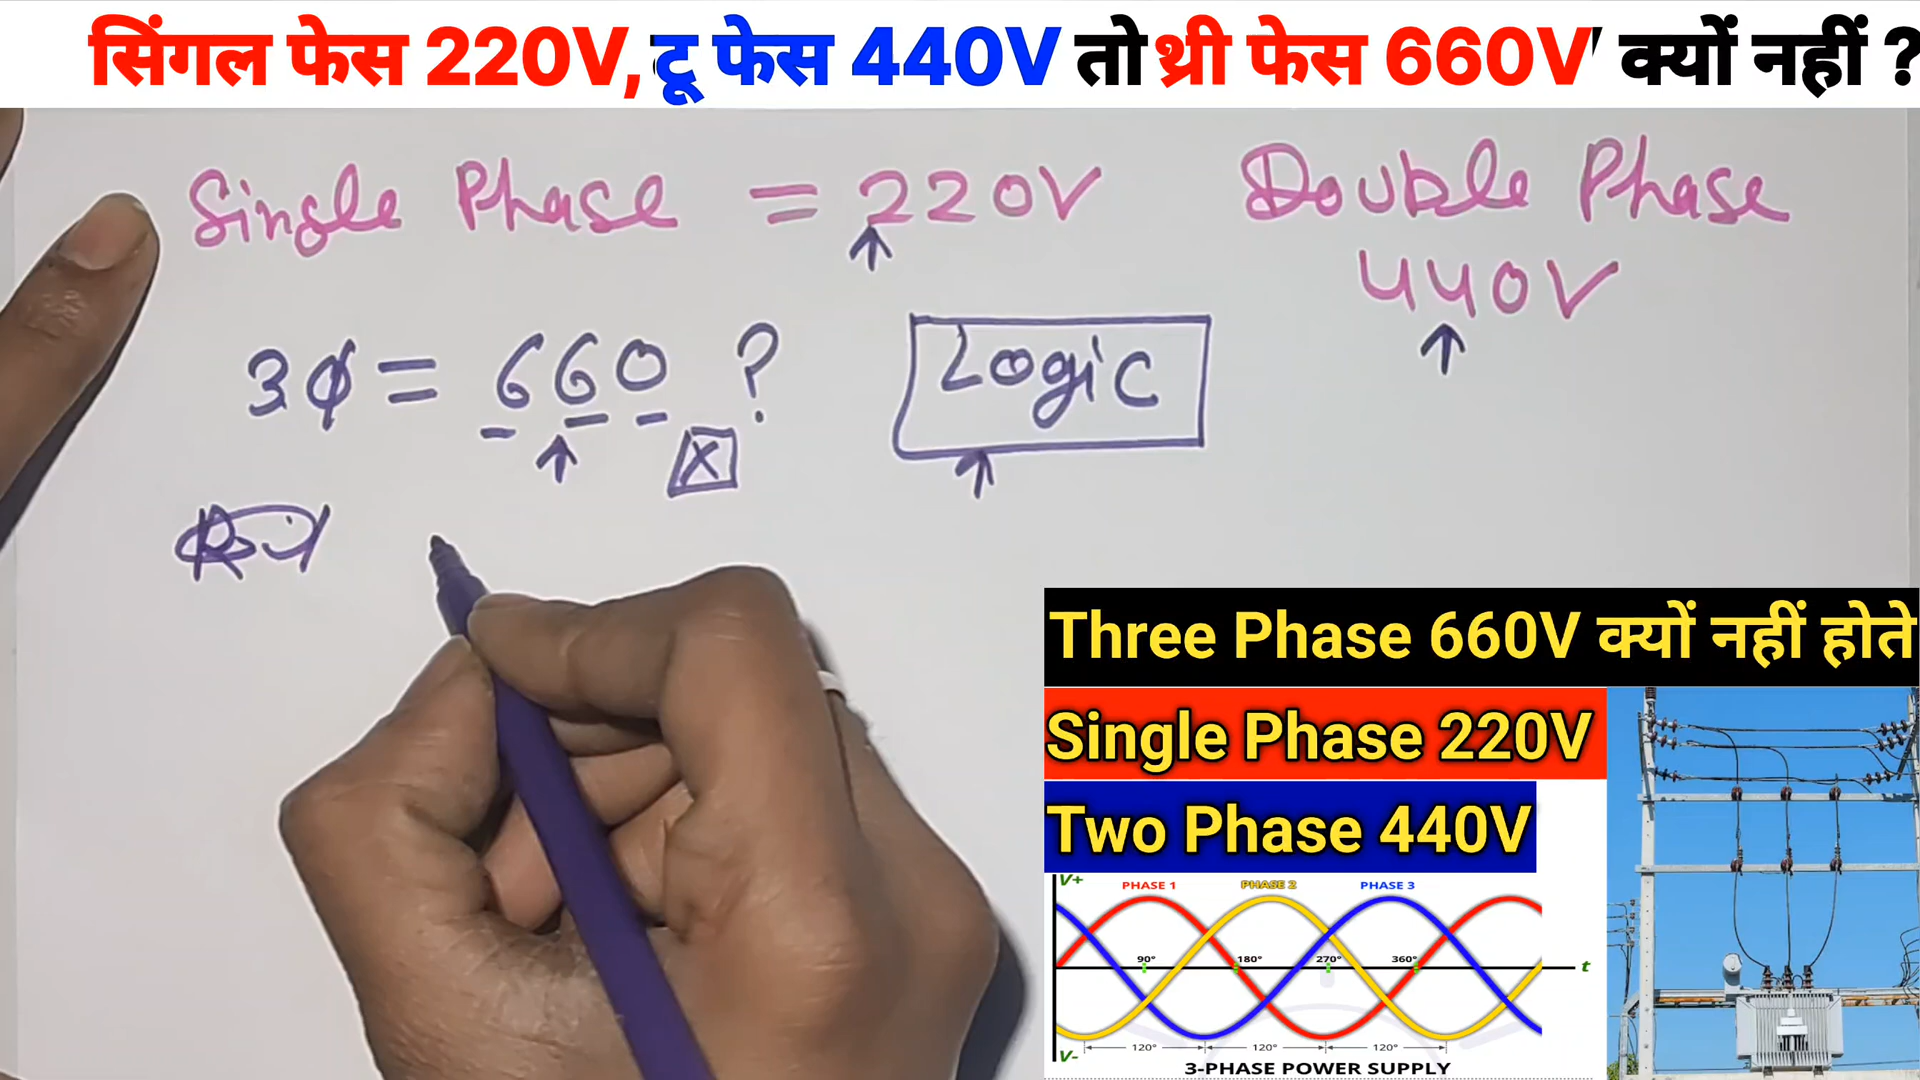 सिंगल फेस 220V, टू फेस 440V तो थ्री फेस 660V क्यों नहीं ?
Single Phase = 220V
Double Phase
440V
3ϕ = 660 ?
X
Logic
Three Phase 660V क्यों नहीं होते
Single Phase 220V
Two Phase 440V
V+
PHASE 1 PHASE 2 PHASE 3
90° 180° 270° 360° t
V-
120° 120° 120°
3-PHASE POWER SUPPLY